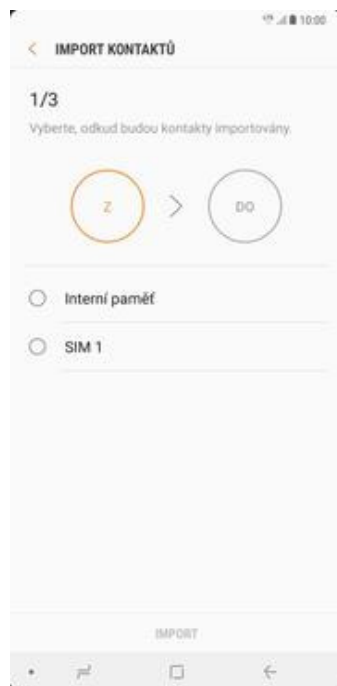 10:00
IMPORT KONTAKTŮ
1/3
Vyberte, odkud budou kontakty importovány.
Z
DO
Interní paměť
SIM 1
IMPORT